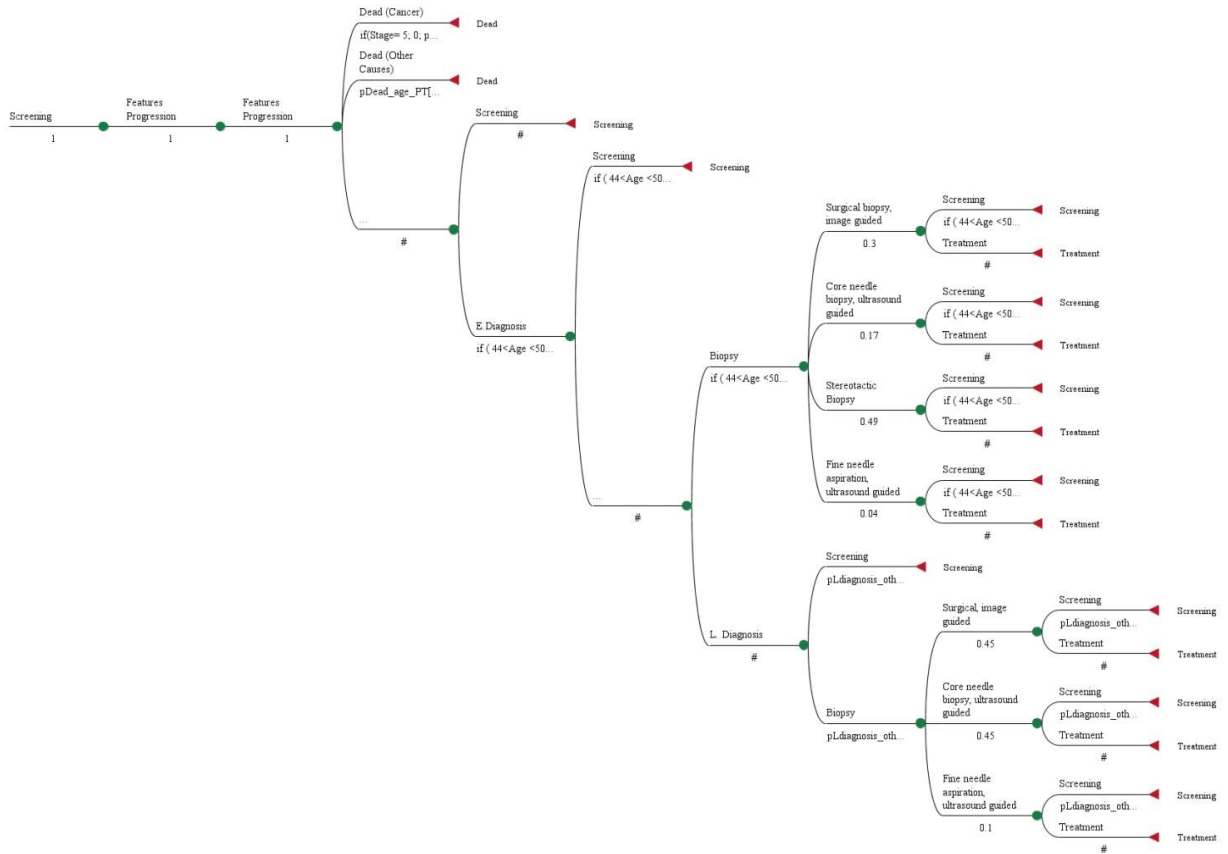 Dead (Cancer)
if(Stage= 5; 0; p...
Dead
Dead (Other
Causes)
pDead_age_PT[...
Dead
Screening
1
Features
Progression
1
Features
Progression
1
Screening
#
Screening
...
#
Screening
if ( 44<Age <50...
Screening
E.Diagnosis
if ( 44<Age <50...
...
#
Biopsy
if ( 44<Age <50...
Surgical biopsy,
image guided
0.3
Screening
if ( 44<Age <50...
Screening
Treatment
#
Treatment
Core needle
biopsy, ultrasound
guided
0.17
Screening
if ( 44<Age <50...
Screening
Treatment
#
Treatment
Stereotactic
Biopsy
0.49
Screening
if ( 44<Age <50...
Screening
Treatment
#
Treatment
Fine needle
aspiration,
ultrasound guided
0.04
Screening
if ( 44<Age <50...
Screening
Treatment
#
Treatment
L. Diagnosis
#
Screening
pLdiagnosis_oth...
Screening
Biopsy
pLdiagnosis_oth...
Surgical, image
guided
0.45
Screening
pLdiagnosis_oth...
Screening
Treatment
#
Treatment
Core needle
biopsy, ultrasound
guided
0.45
Screening
pLdiagnosis_oth...
Screening
Treatment
#
Treatment
Fine needle
aspiration,
ultrasound guided
0.1
Screening
pLdiagnosis_oth...
Screening
Treatment
#
Treatment